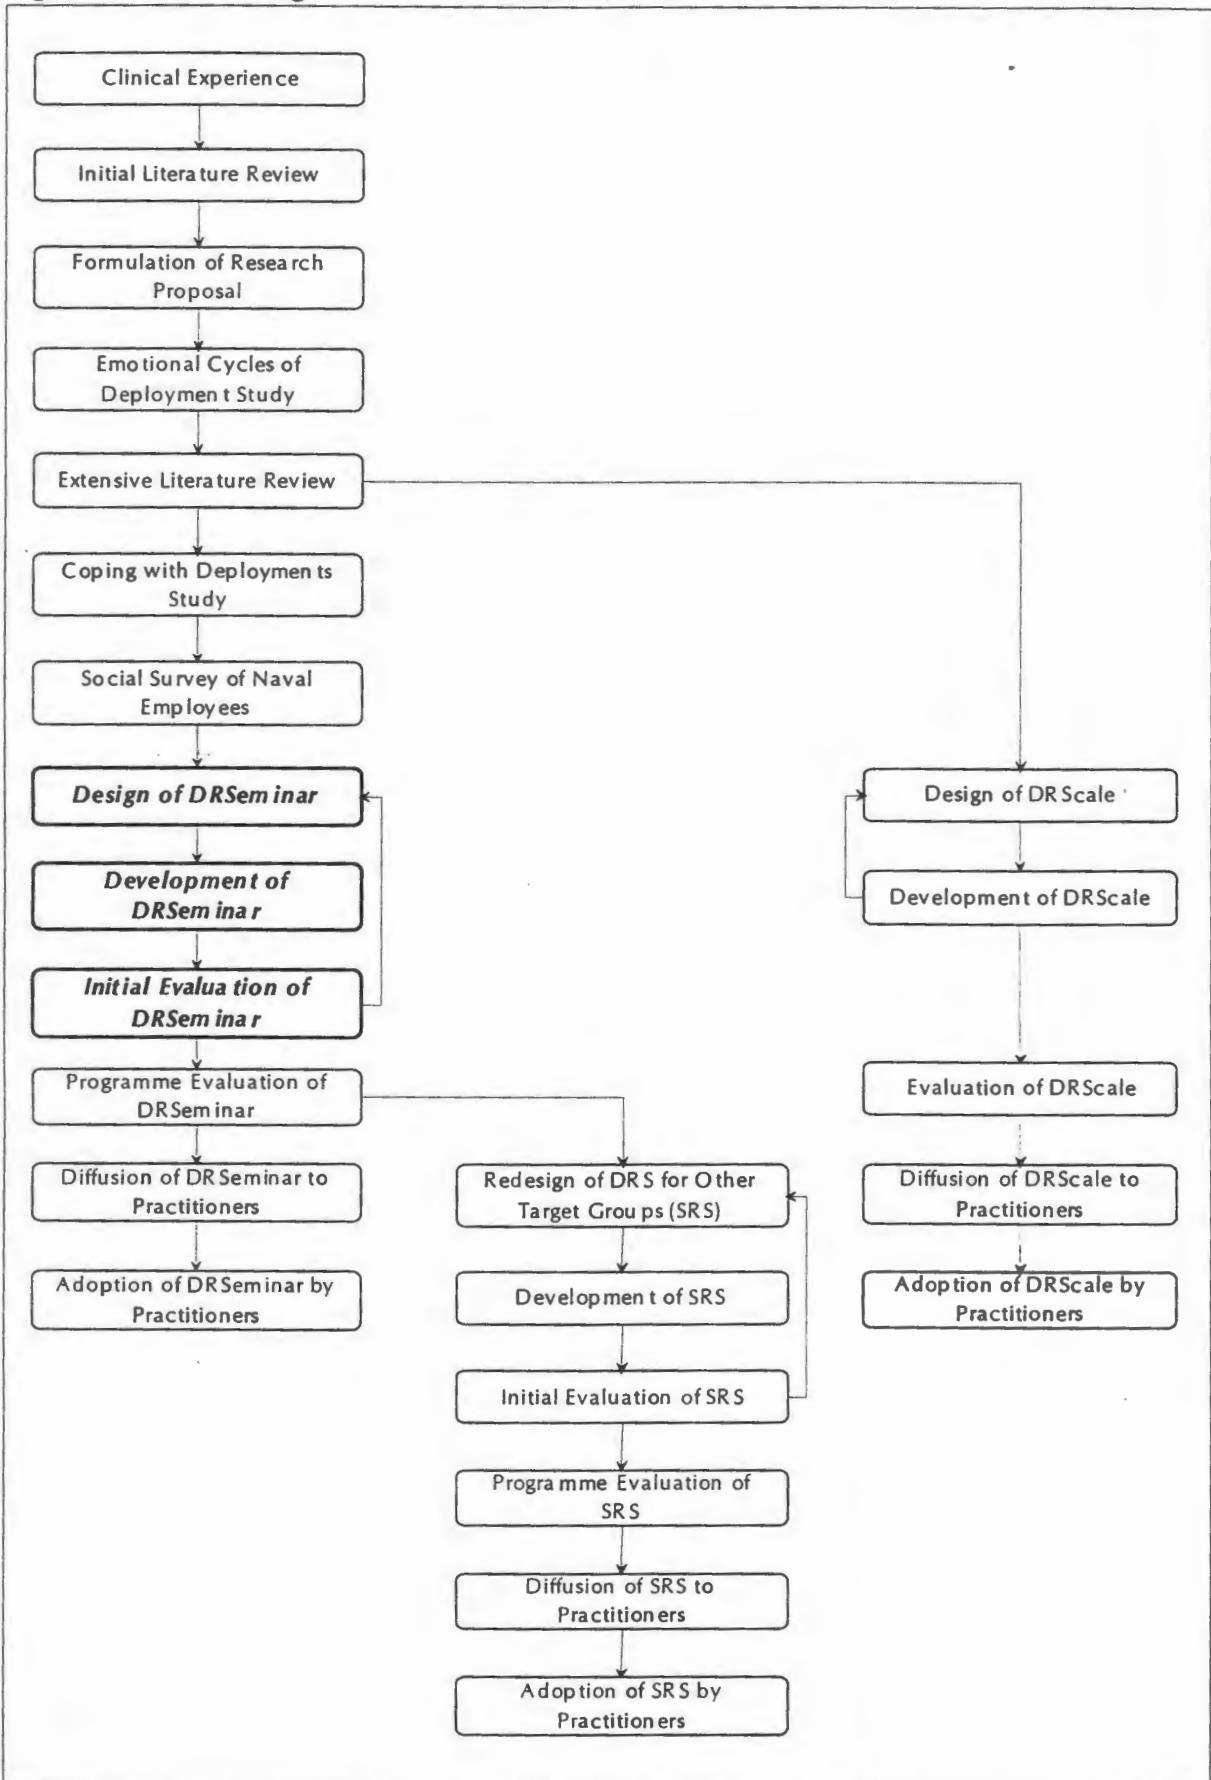 Clinical Experience
Initial Literature Review
Formulation of Research
Proposal
Emotional Cycles of
Deployment Study
Extensive Literature Review
Coping with Deployments
Study
Social Survey of Naval
Employees
Design of DRSeminar
Development of
DRSeminar
Initial Evaluation of
DRSeminar
Programme Evaluation of
DRSeminar
Diffusion of DRSeminar to
Practitioners
Adoption of DRSeminar by
Practitioners
Redesign of DRS for Other
Target Groups (SRS)
Development of SRS
Initial Evaluation of SRS
Programme Evaluation of
SRS
Diffusion of SRS to
Practitioners
Adoption of SRS by
Practitioners
Design of DRScale
Development of DRScale
Evaluation of DRScale
Diffusion of DRScale to
Practitioners
Adoption of DRScale by
Practitioners